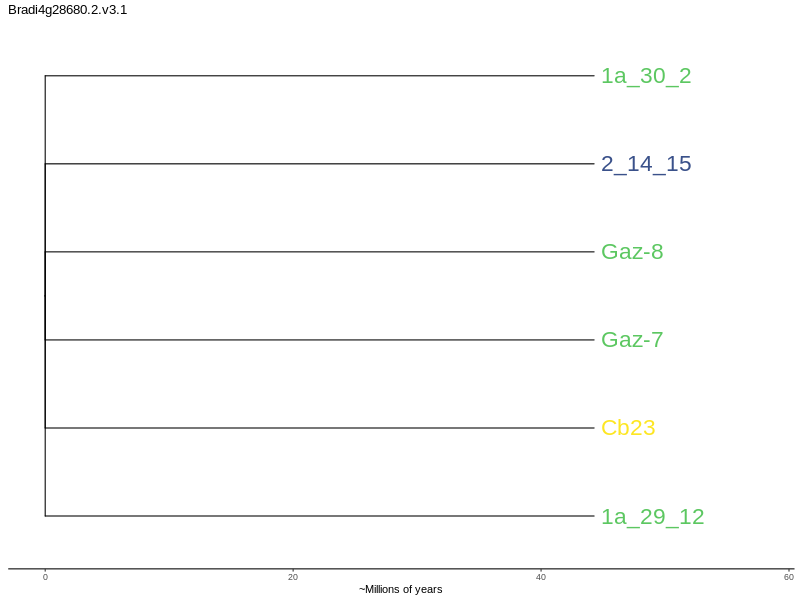 Bradi4g28680.2.v3.1
1a_30_2
2_14_15
Gaz-8
Gaz-7
Cb23
1a_29_12
0 20 40 60
~Millions of years